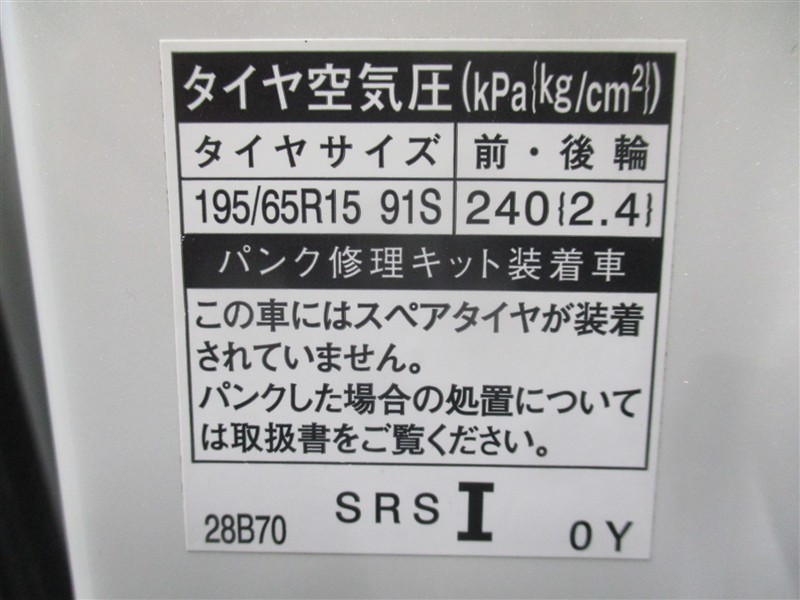 タイヤ空気圧(kPa{kg/cm²})
タイヤサイズ 前・後輪
195/65R15 91S 240{2.4}
パンク修理キット装着車
この車にはスペアタイヤが装着
されていません。
パンクした場合の処置について
は取扱書をご覧ください。
28B70 SRS I 0Y